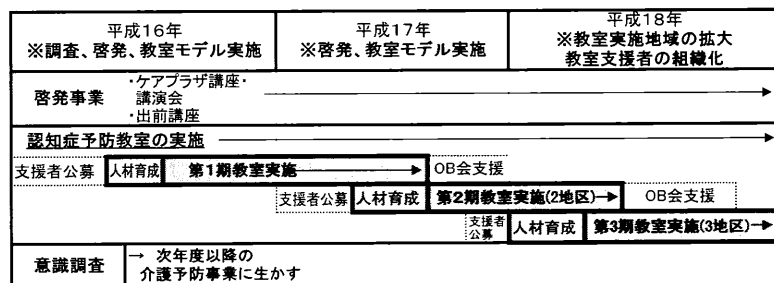 平成16年
※調査、啓発、教室モデル実施
平成17年
※啓発、教室モデル実施
平成18年
※教室実施地域の拡大
教室支援者の組織化
啓発事業
・ケアプラザ講座・
講演会
・出前講座
認知症予防教室の実施
支援者公募
人材育成
第1期教室実施
OB会支援
支援者公募
人材育成
第2期教室実施(2地区)
OB会支援
支援者
公募
人材育成
第3期教室実施(3地区)
意識調査
→ 次年度以降の
介護予防事業に生かす